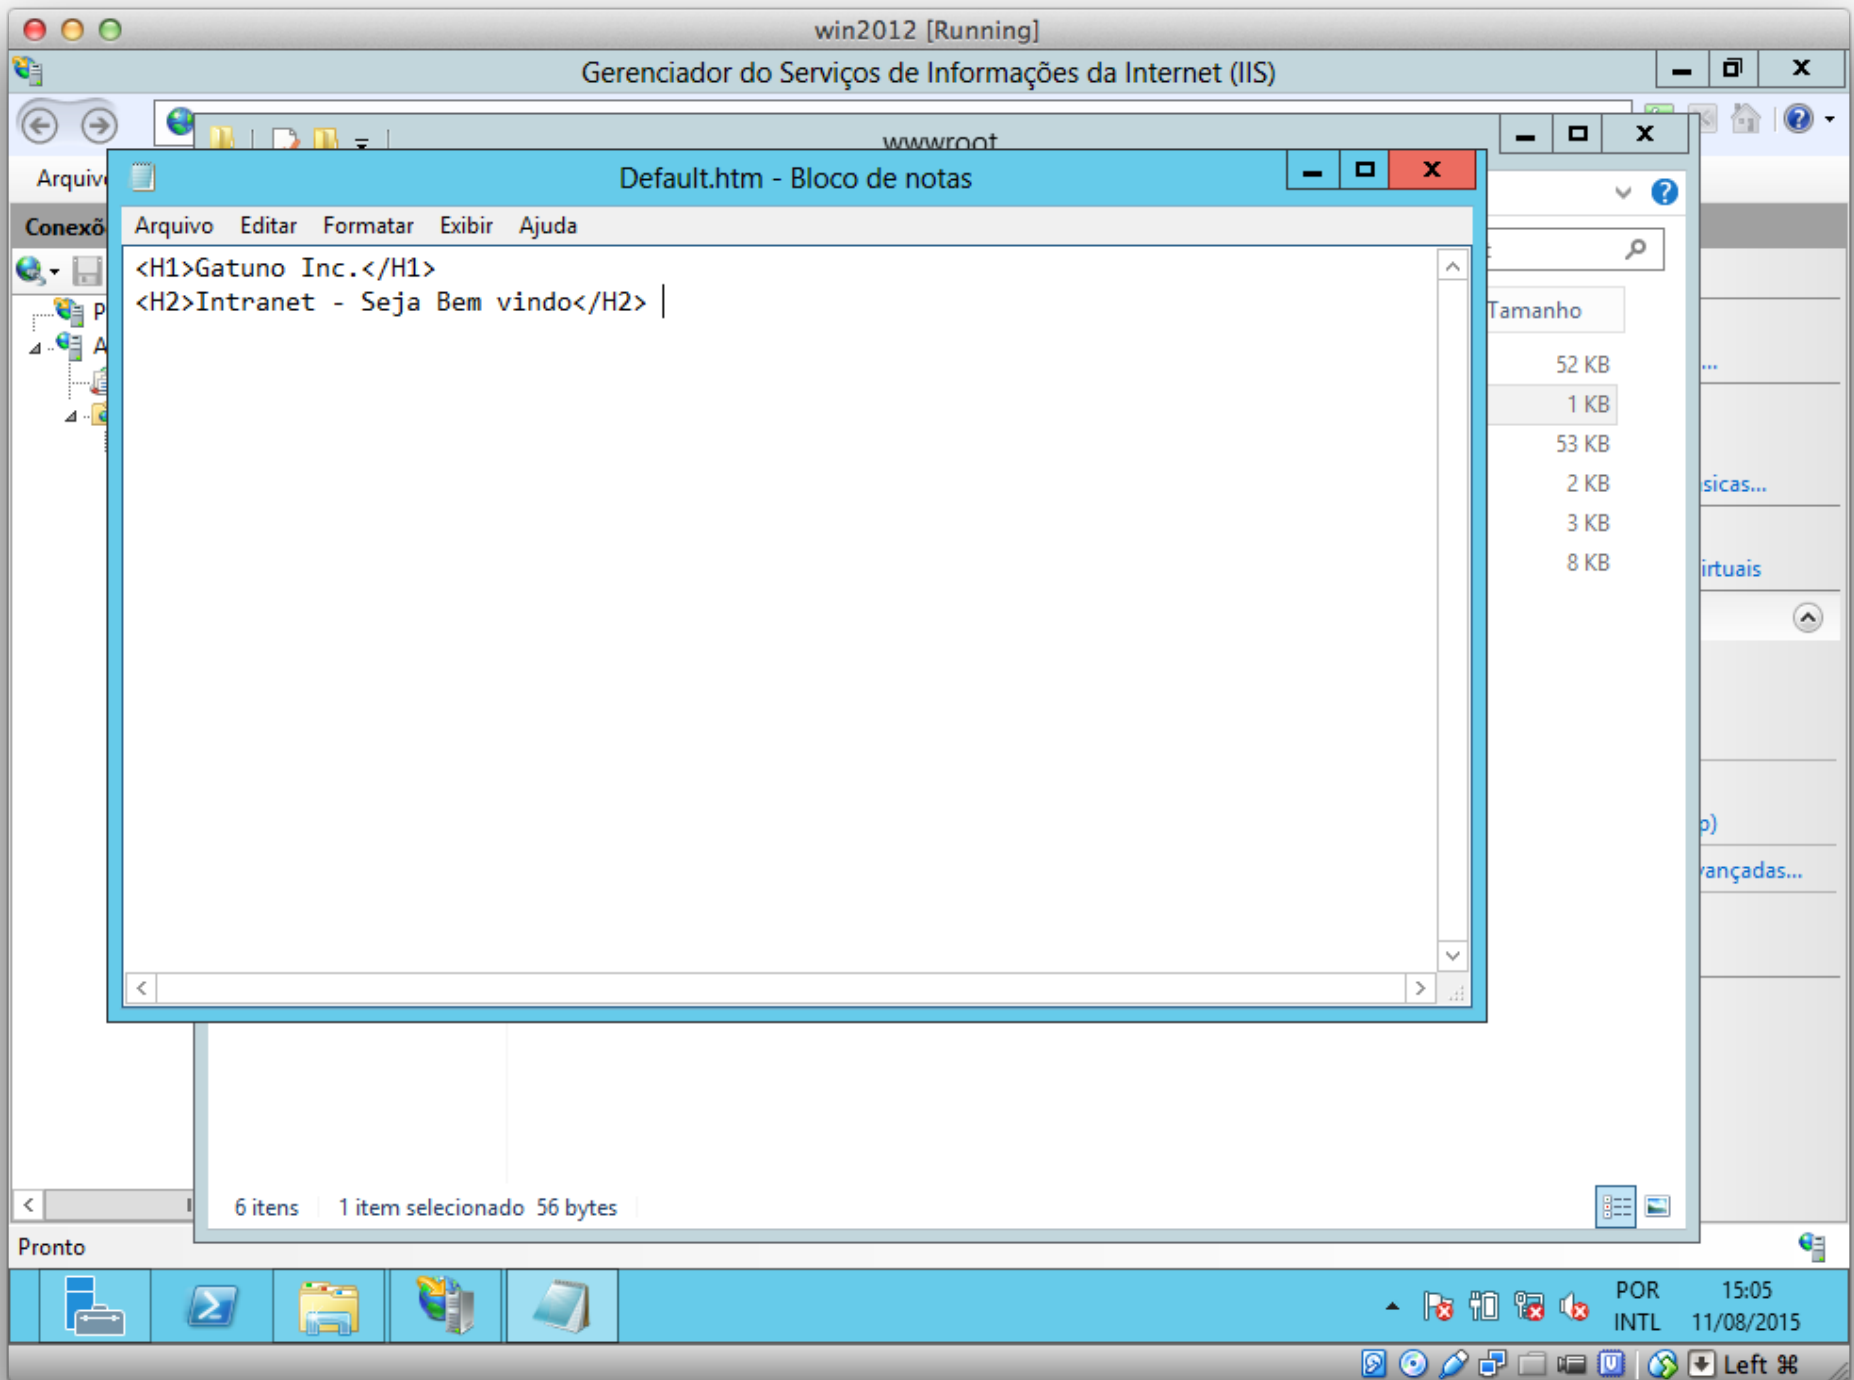 win2012 [Running]
Gerenciador do Serviços de Informações da Internet (IIS)
wwwroot
Default.htm - Bloco de notas
Arquivo Editar Formatar Exibir Ajuda
<H1>Gatuno Inc.</H1>
<H2>Intranet - Seja Bem vindo</H2>
Arquiv
Conexõ
P
A
Tamanho
52 KB
1 KB
53 KB
2 KB
3 KB
8 KB
...
sicas...
irtuais
p)
vançadas...
6 itens 1 item selecionado 56 bytes
Pronto
POR 15:05
INTL 11/08/2015
Left ⌘